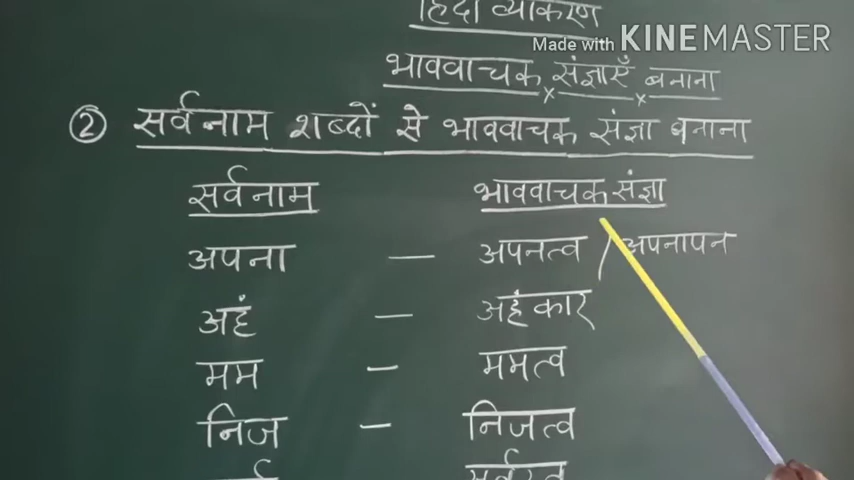 हिंदी व्याकरण
Made with KINEMASTER
भाववाचक संज्ञाएँ बनाना
② सर्वनाम शब्दों से भाववाचक संज्ञा बनाना
सर्वनाम भाववाचक संज्ञा
अपना — अपनत्व / अपनापन
अहं — अहंकार
मम - ममत्व
निज - निजत्व